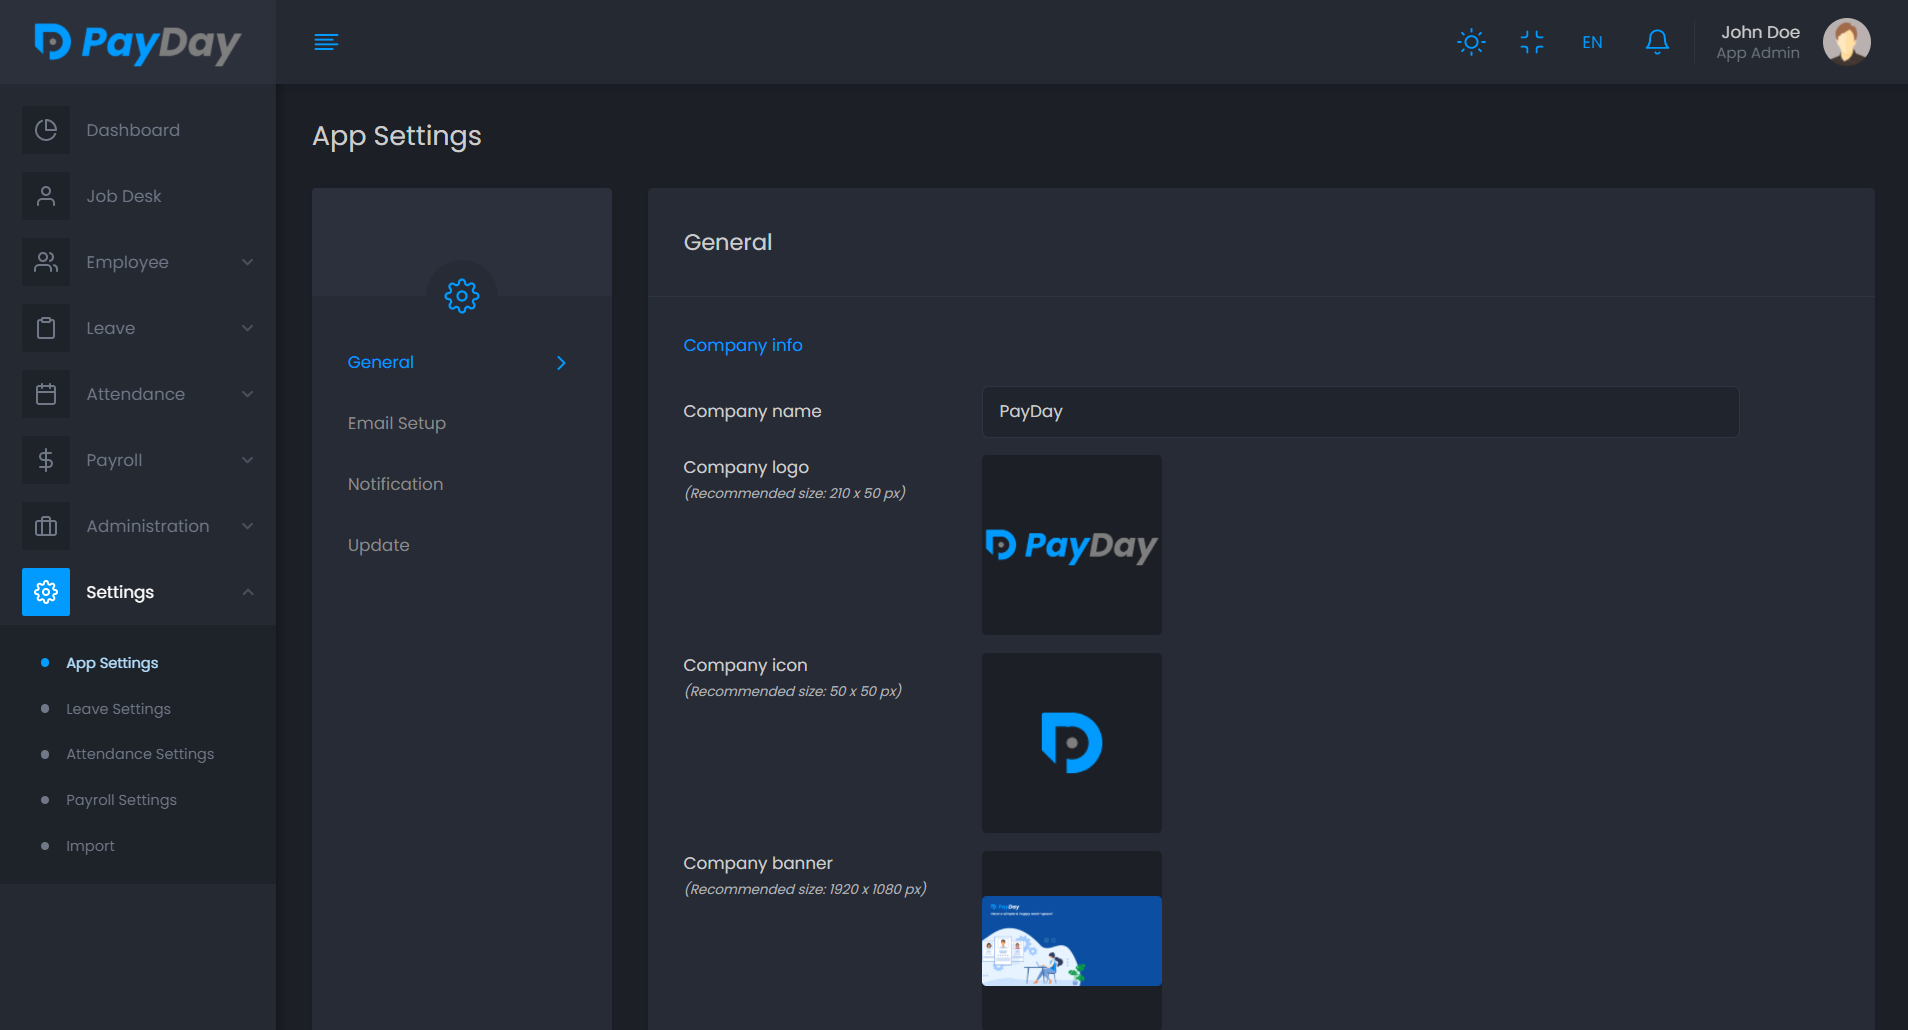 PayDay
EN
John Doe
App Admin
Dashboard
Job Desk
Employee
Leave
Attendance
Payroll
Administration
Settings
App Settings
Leave Settings
Attendance Settings
Payroll Settings
Import
App Settings
General
Email Setup
Notification
Update
General
Company info
Company name
PayDay
Company logo
(Recommended size: 210 x 50 px)
PayDay
Company icon
(Recommended size: 50 x 50 px)
Company banner
(Recommended size: 1920 x 1080 px)
PayDay